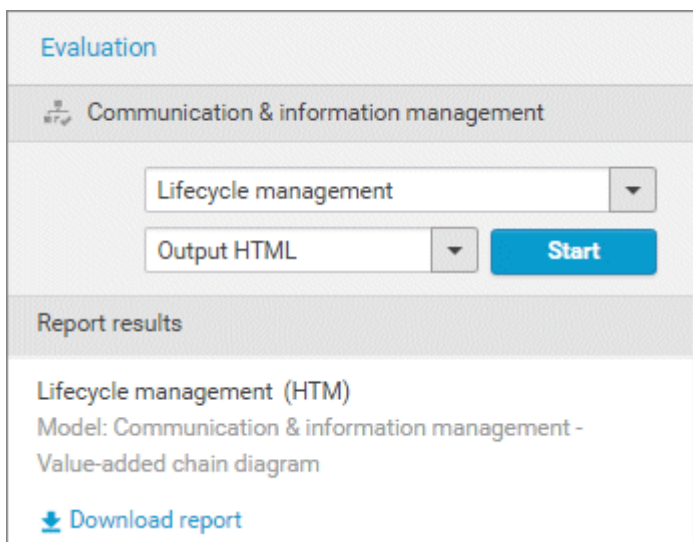 Evaluation
Communication & information management
Lifecycle management
Output HTML
Start
Report results
Lifecycle management (HTM)
Model: Communication & information management -
Value-added chain diagram
Download report